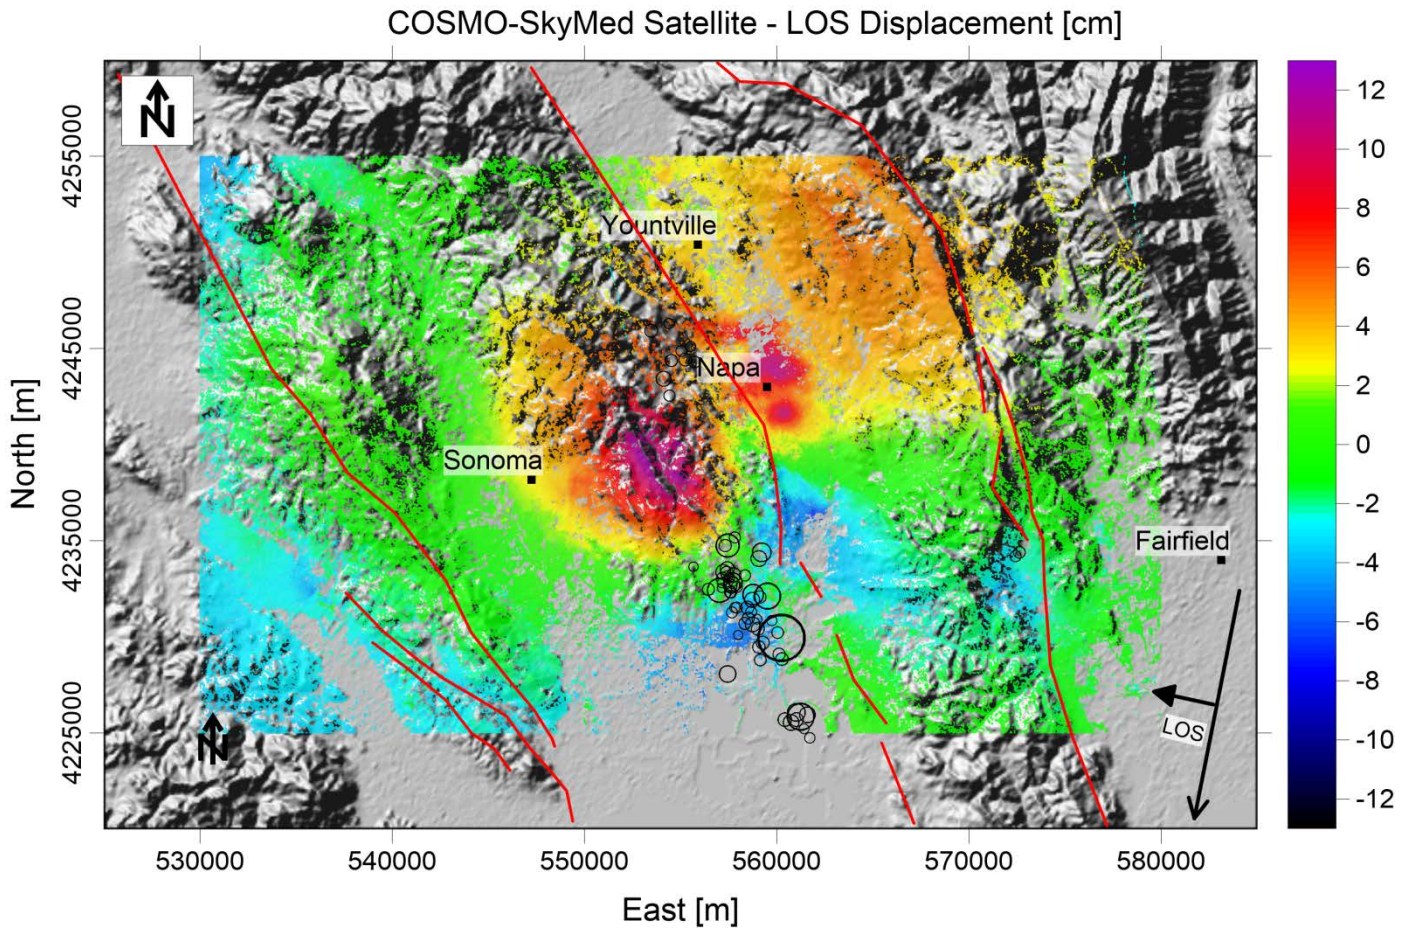 COSMO-SkyMed Satellite - LOS Displacement [cm]
N
12
10
8
6
4
2
0
-2
-4
-6
-8
-10
-12
4255000
4245000
4235000
4225000
North [m]
Yountville
Napa
Sonoma
Fairfield
LOS
N
530000
540000
550000
560000
570000
580000
East [m]